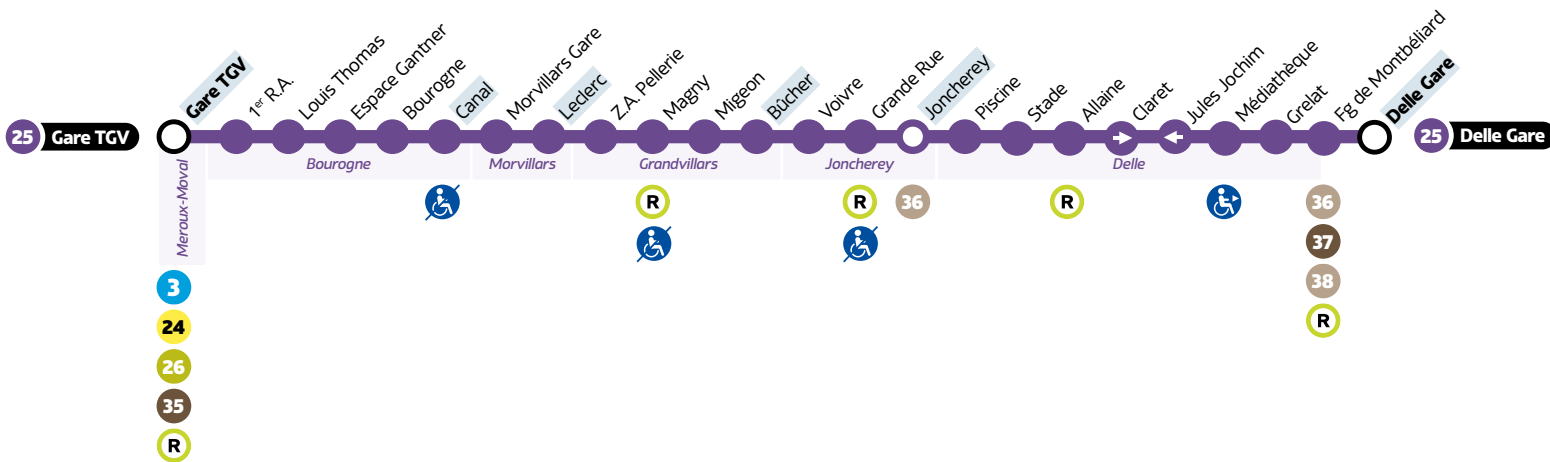 25 Gare TGV
Gare TGV
1er R.A.
Louis Thomas
Espace Gantner
Bourogne
Canal
Morvillars Gare
Leclerc
Z.A. Pellerie
Magny
Migeon
Bûcher
Voivre
Grande Rue
Joncherey
Piscine
Stade
Allaine
Claret
Jules Jochim
Médiathèque
Grelat
Fg de Montbéliard
Delle Gare
25 Delle Gare
Meroux-Moval
Bourogne
Morvillars
Grandvillars
Joncherey
Delle
R
R
36
R
36
37
38
R
3
24
26
35
R